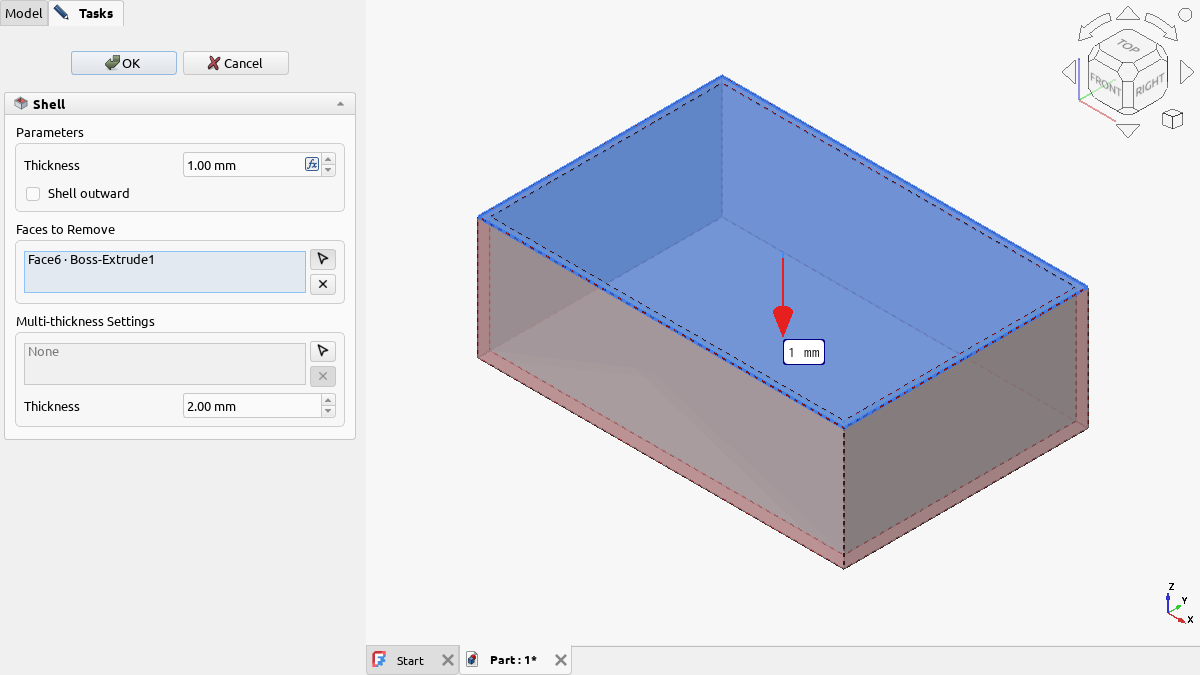 Model
Tasks
OK
Cancel
Shell
Parameters
Thickness
1.00 mm
Shell outward
Faces to Remove
Face6 · Boss-Extrude1
Multi-thickness Settings
None
Thickness
2.00 mm
1 mm
TOP
FRONT
RIGHT
Z
Y
X
Start
Part : 1*